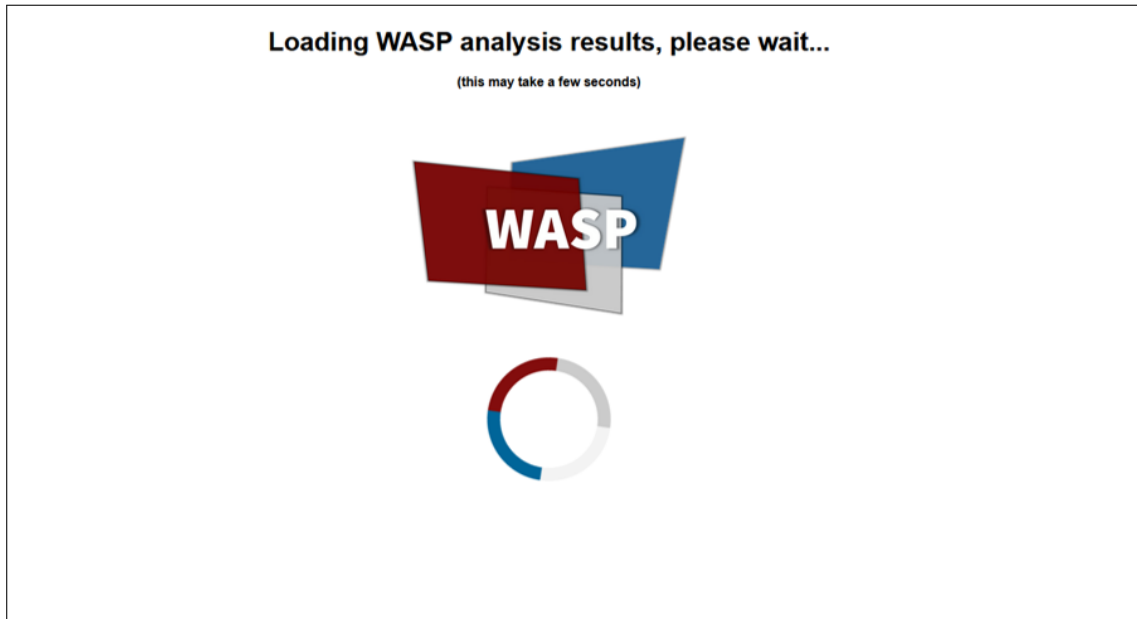 Loading WASP analysis results, please wait...
(this may take a few seconds)
WASP